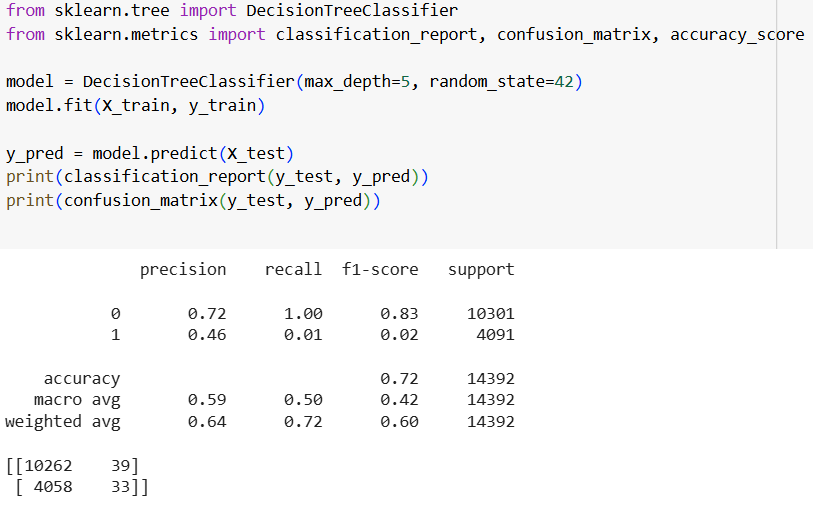 from sklearn.tree import DecisionTreeClassifier
from sklearn.metrics import classification_report, confusion_matrix, accuracy_score
model = DecisionTreeClassifier(max_depth=5, random_state=42)
model.fit(X_train, y_train)
y_pred = model.predict(X_test)
print(classification_report(y_test, y_pred))
print(confusion_matrix(y_test, y_pred))
precision recall f1-score support
0 0.72 1.00 0.83 10301
1 0.46 0.01 0.02 4091
accuracy 0.72 14392
macro avg 0.59 0.50 0.42 14392
weighted avg 0.64 0.72 0.60 14392
[[10262 39]
[ 4058 33]]